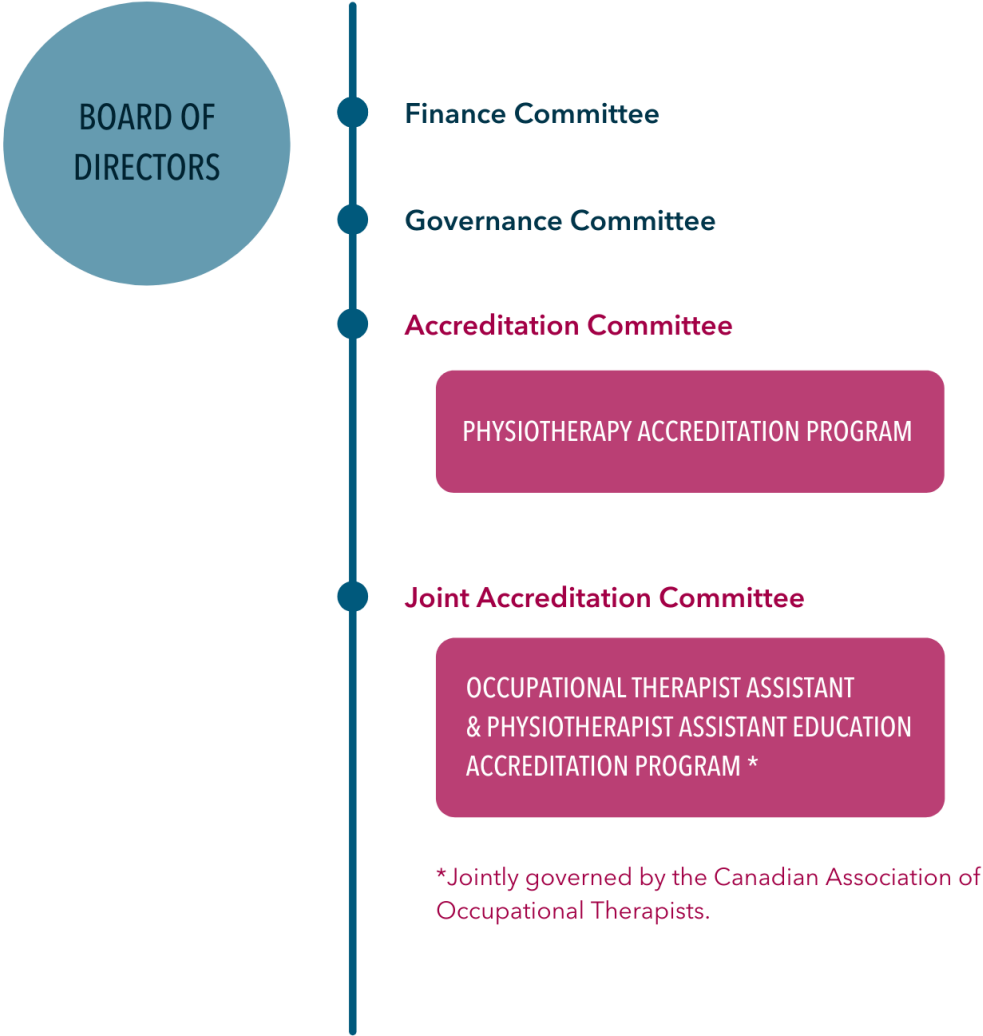 BOARD OF
DIRECTORS
Finance Committee
Governance Committee
Accreditation Committee
PHYSIOTHERAPY ACCREDITATION PROGRAM
Joint Accreditation Committee
OCCUPATIONAL THERAPIST ASSISTANT
& PHYSIOTHERAPIST ASSISTANT EDUCATION
ACCREDITATION PROGRAM *
*Jointly governed by the Canadian Association of
Occupational Therapists.